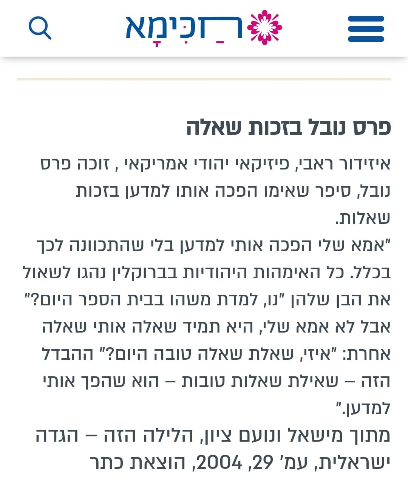 חַכִּימָא
פרס נובל בזכות שאלה
איזידור ראבי, פיזיקאי יהודי אמריקאי , זוכה פרס
נובל, סיפר שאימו הפכה אותו למדען בזכות
שאלות.
"אמא שלי הפכה אותי למדען בלי שהתכוונה לכך
בכלל. כל האימהות היהודיות בברוקלין נהגו לשאול
את הבן שלהן "נו, למדת משהו בבית הספר היום?"
אבל לא אמא שלי, היא תמיד שאלה אותי שאלה
אחרת: "איזי, שאלת שאלה טובה היום?" ההבדל
הזה – שאילת שאלות טובות – הוא שהפך אותי
למדען."
מתוך מישאל ונועם ציון, הלילה הזה – הגדה
ישראלית, עמ' 29, 2004, הוצאת כתר